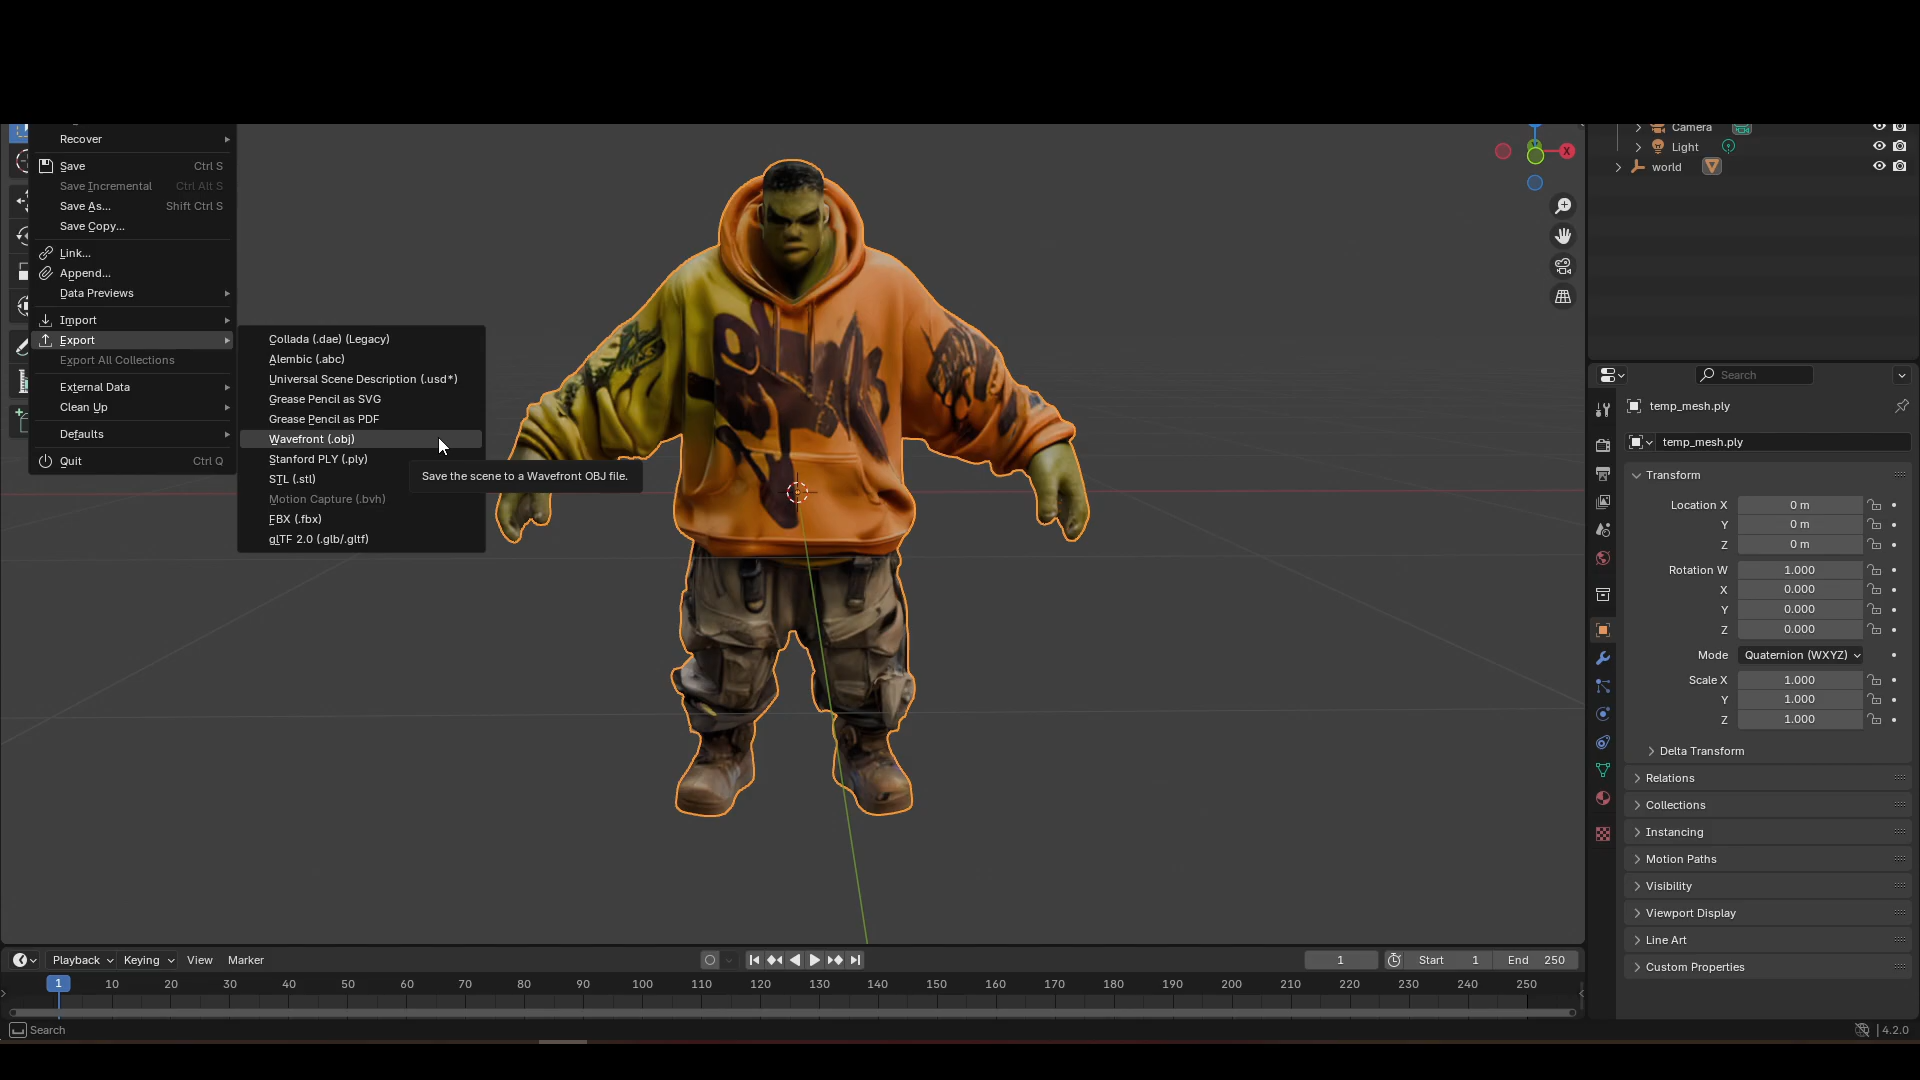 Recover
Save Ctrl S
Save Incremental Ctrl Alt S
Save As... Shift Ctrl S
Save Copy...
Link...
Append...
Data Previews
Import
Export
Export All Collections
External Data
Clean Up
Defaults
Quit Ctrl Q
Collada (.dae) (Legacy)
Alembic (.abc)
Universal Scene Description (.usd*)
Grease Pencil as SVG
Grease Pencil as PDF
Wavefront (.obj)
Stanford PLY (.ply)
STL (.stl)
Motion Capture (.bvh)
FBX (.fbx)
glTF 2.0 (.glb/.gltf)
Save the scene to a Wavefront OBJ file.
X
Camera
Light
world
Search
temp_mesh.ply
temp_mesh.ply
Transform
Location X 0 m
Y 0 m
Z 0 m
Rotation W 1.000
X 0.000
Y 0.000
Z 0.000
Mode Quaternion (WXYZ)
Scale X 1.000
Y 1.000
Z 1.000
Delta Transform
Relations
Collections
Instancing
Motion Paths
Visibility
Viewport Display
Line Art
Custom Properties
Playback Keying View Marker 1 Start 1 End 250
1 10 20 30 40 50 60 70 80 90 100 110 120 130 140 150 160 170 180 190 200 210 220 230 240 250
Search 4.2.0